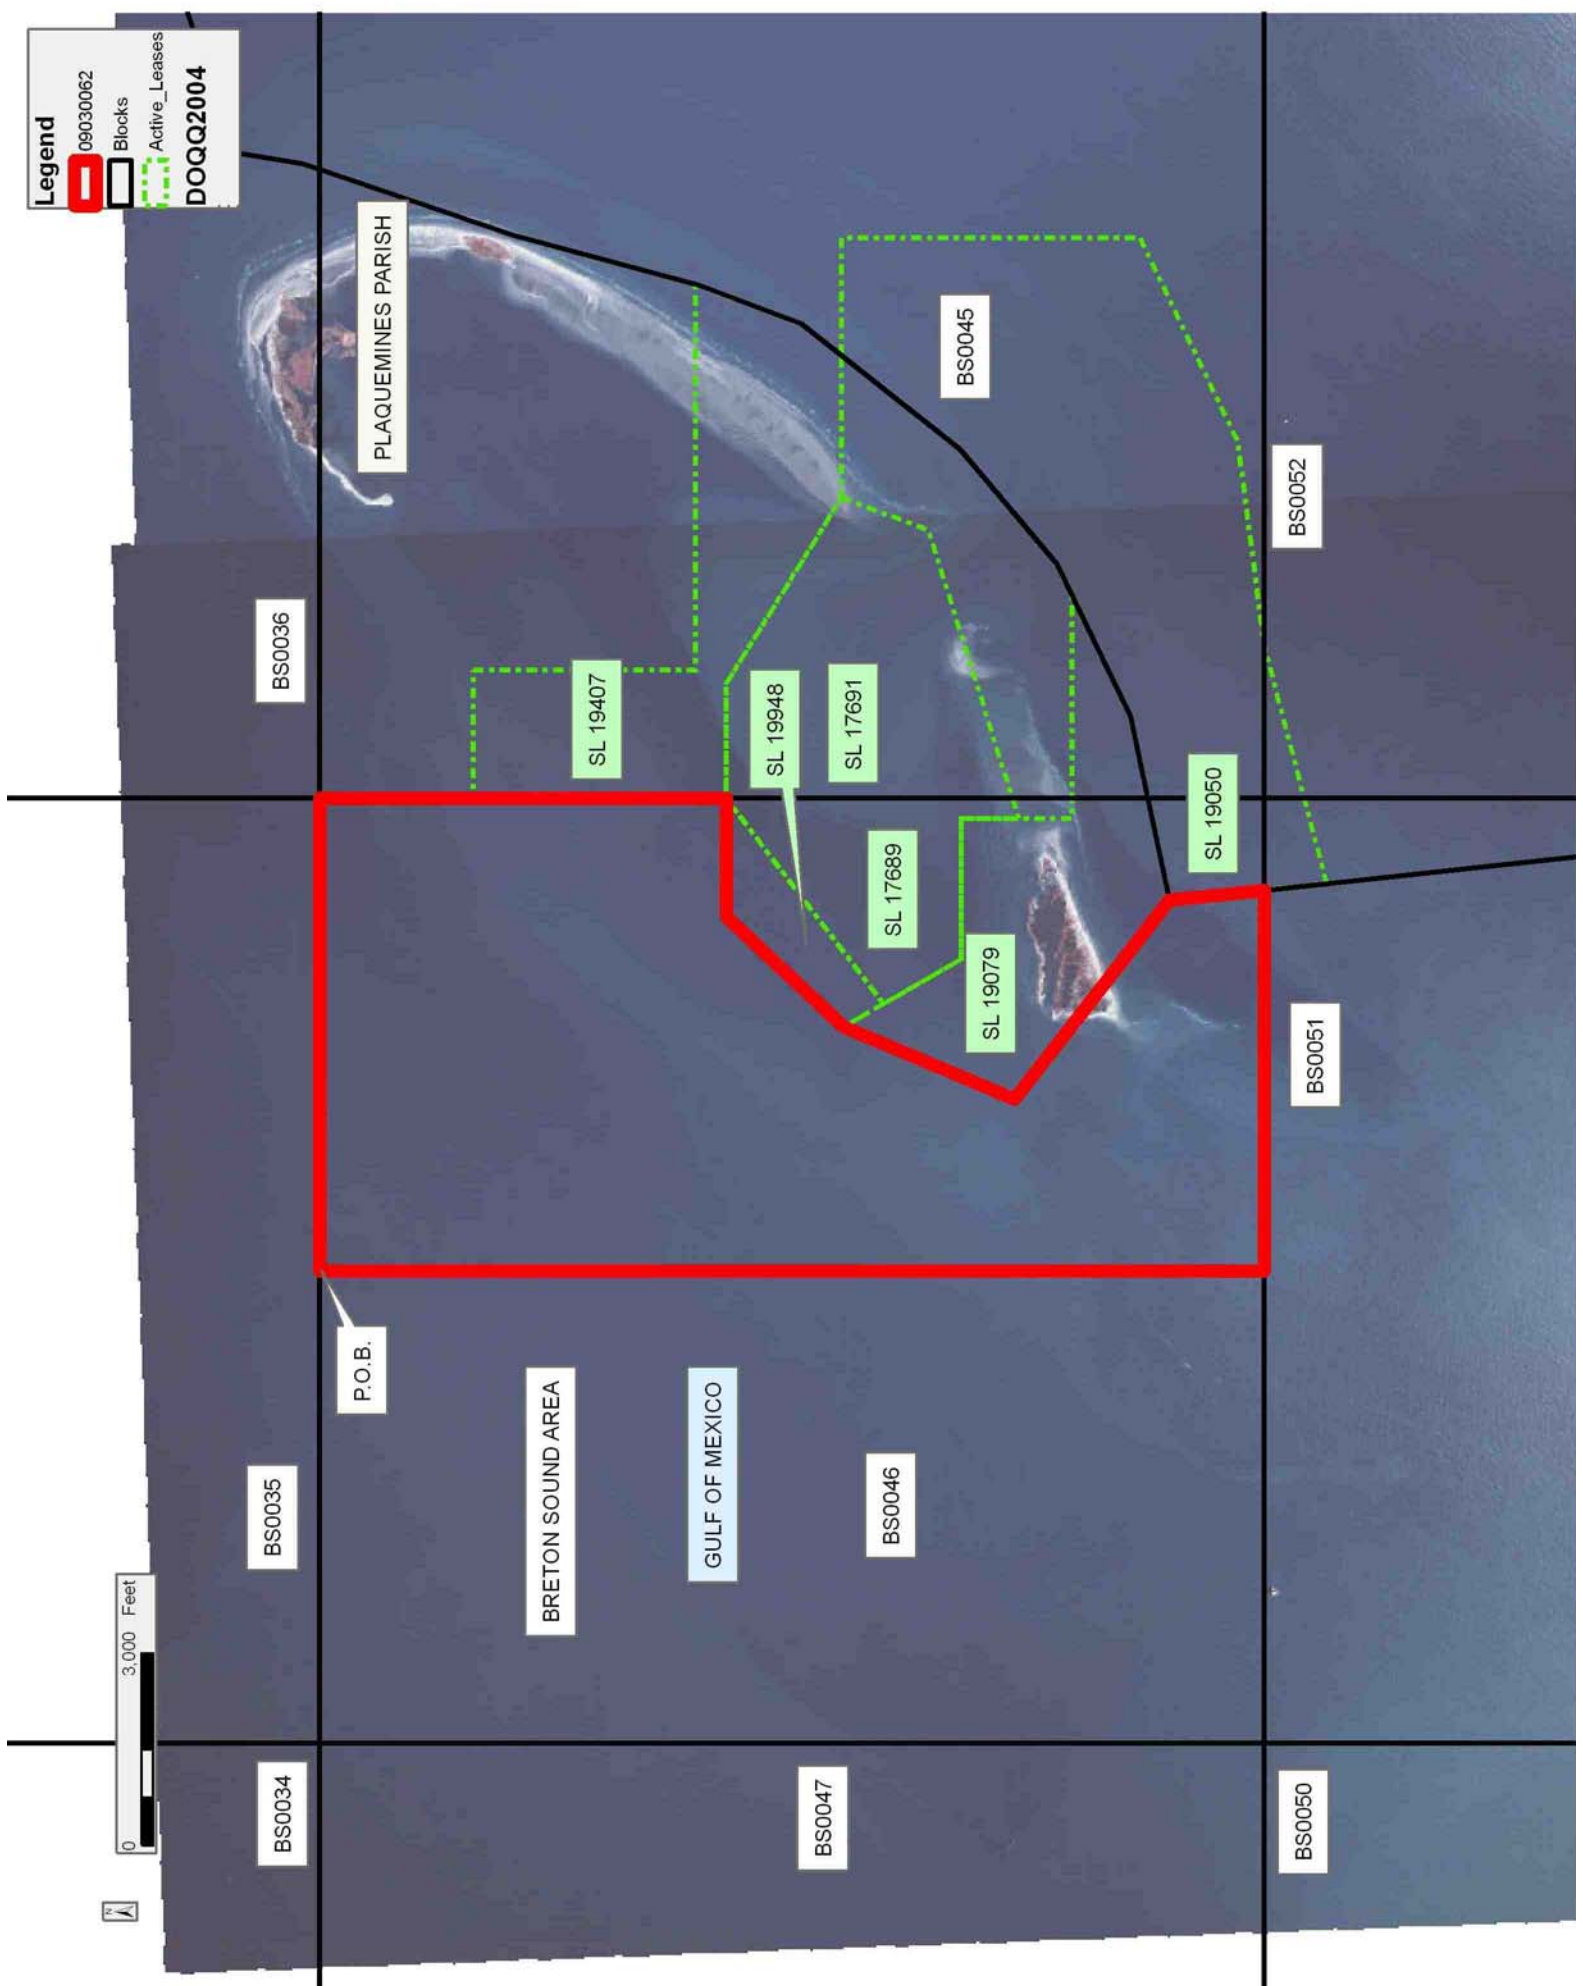 Legend
09030062
Blocks
Active_Leases
DOQQ2004
N
0 3,000 Feet
BS0034
BS0035
BS0036
P.O.B.
PLAQUEMINES PARISH
BRETON SOUND AREA
SL 19407
GULF OF MEXICO
SL 19948
BS0047
SL 17691
BS0046
SL 17689
BS0045
SL 19079
SL 19050
BS0050
BS0051
BS0052